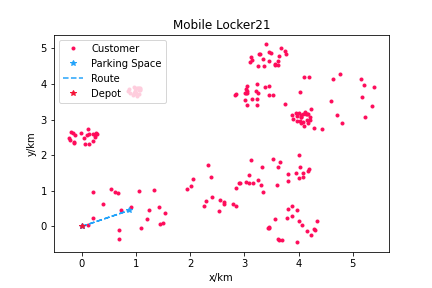 Mobile Locker21
Customer
Parking Space
Route
Depot
y/km
5
4
3
2
1
0
0 1 2 3 4 5
x/km